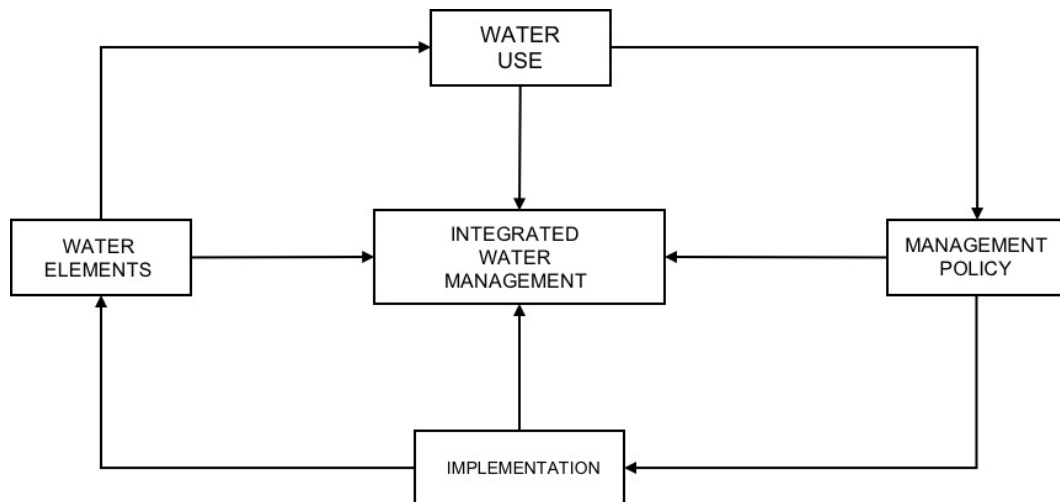 WATER
USE
WATER
ELEMENTS
INTEGRATED
WATER
MANAGEMENT
MANAGEMENT
POLICY
IMPLEMENTATION